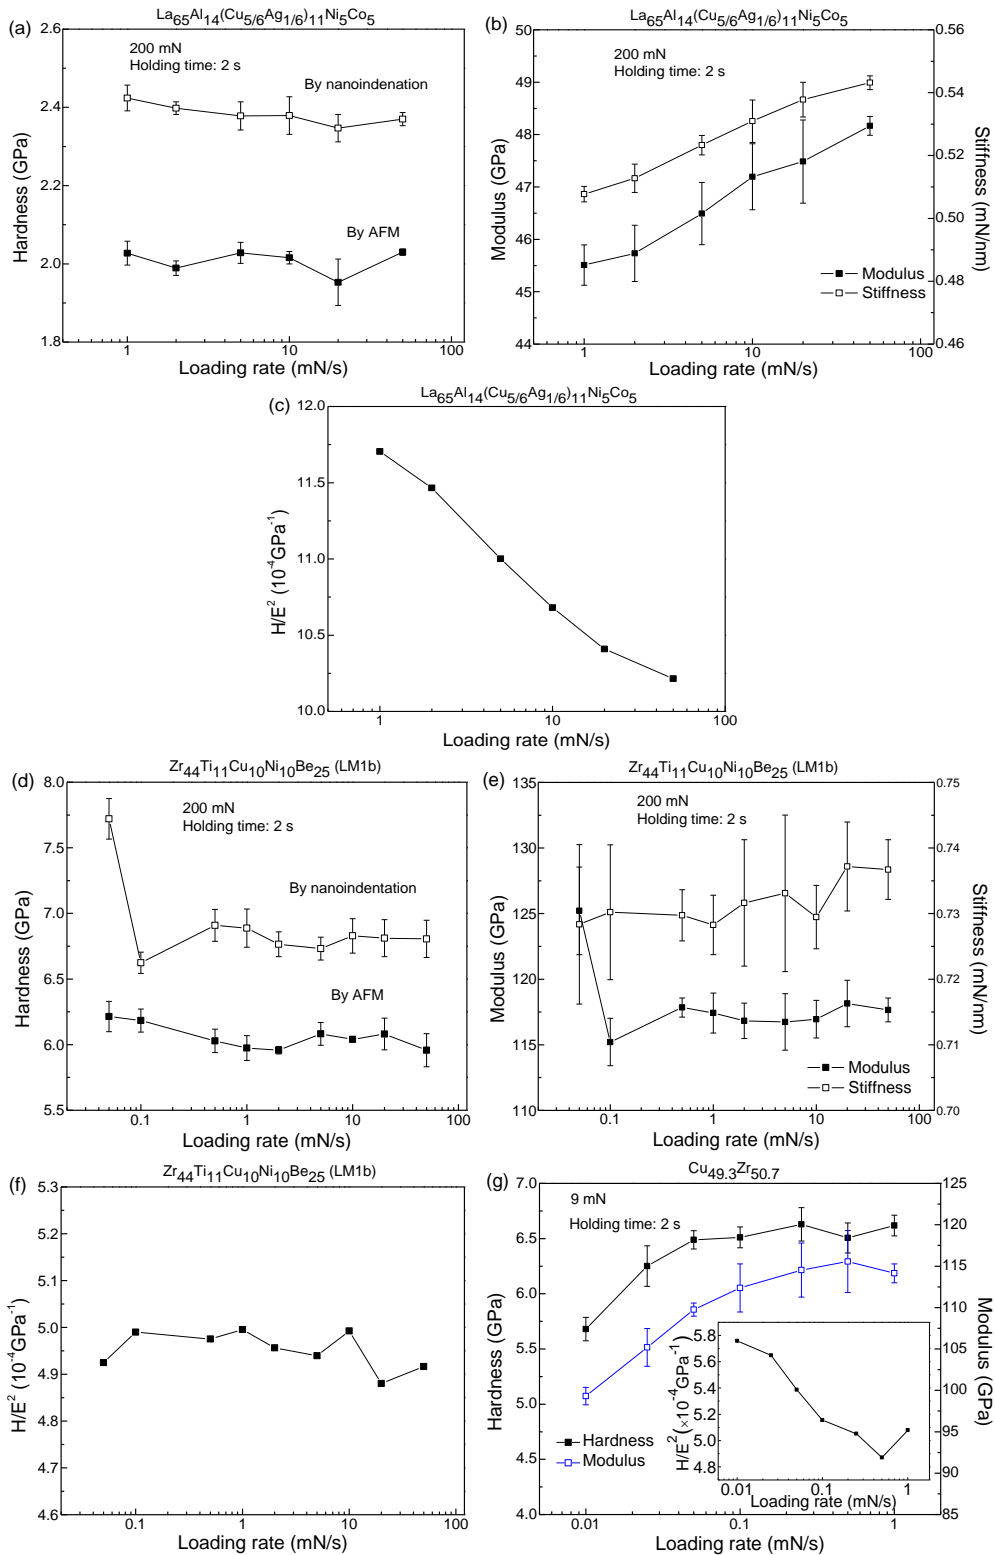 (a)
La65Al14(Cu5/6Ag1/6)11Ni5Co5
200 mN
Holding time: 2 s
By nanoindenation
By AFM
Hardness (GPa)
2.6
2.4
2.2
2.0
1.8
1
10
100
Loading rate (mN/s)
(b)
La65Al14(Cu5/6Ag1/6)11Ni5Co5
200 mN
Holding time: 2 s
Modulus (GPa)
50
49
48
47
46
45
44
Stiffness (mN/nm)
0.56
0.54
0.52
0.50
0.48
0.46
Modulus
Stiffness
1
10
100
Loading rate (mN/s)
(c)
La65Al14(Cu5/6Ag1/6)11Ni5Co5
H/E2 (10-4GPa-1)
12.0
11.5
11.0
10.5
10.0
1
10
100
Loading rate (mN/s)
(d)
Zr44Ti11Cu10Ni10Be25 (LM1b)
200 mN
Holding time: 2 s
By nanoindentation
By AFM
Hardness (GPa)
8.0
7.5
7.0
6.5
6.0
5.5
0.1
1
10
100
Loading rate (mN/s)
(e)
Zr44Ti11Cu10Ni10Be25 (LM1b)
200 mN
Holding time: 2 s
Modulus (GPa)
135
130
125
120
115
110
Stiffness (mN/nm)
0.75
0.74
0.73
0.72
0.71
0.70
Modulus
Stiffness
0.1
1
10
100
Loading rate (mN/s)
(f)
Zr44Ti11Cu10Ni10Be25 (LM1b)
H/E2 (10-4GPa-1)
5.3
5.2
5.1
5.0
4.9
4.8
4.7
4.6
0.1
1
10
100
Loading rate (mN/s)
(g)
Cu49.3Zr50.7
9 mN
Holding time: 2 s
Hardness (GPa)
7.0
6.5
6.0
5.5
5.0
4.5
4.0
Modulus (GPa)
125
120
115
110
105
100
95
90
85
Hardness
Modulus
H/E2 (×10-4GPa-1)
5.8
5.6
5.4
5.2
5.0
4.8
0.01
0.1
1
Loading rate (mN/s)
0.01
0.1
1
Loading rate (mN/s)